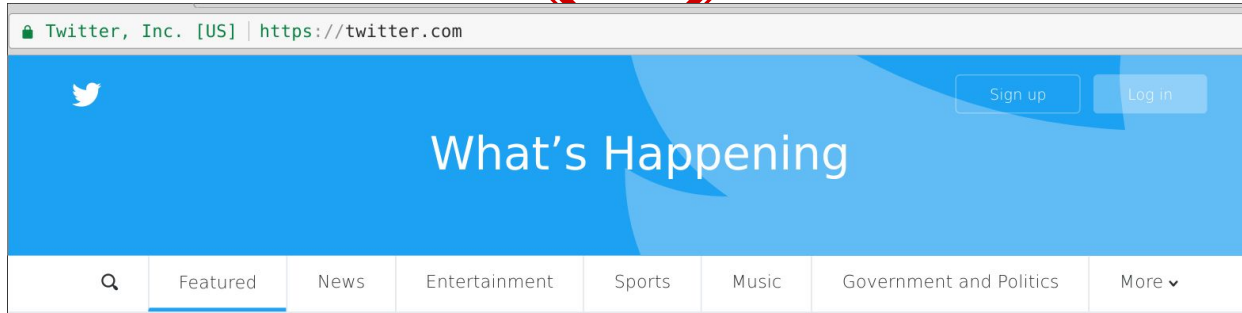 Twitter, Inc. [US] https://twitter.com
Sign up Log in
What’s Happening
Featured News Entertainment Sports Music Government and Politics More